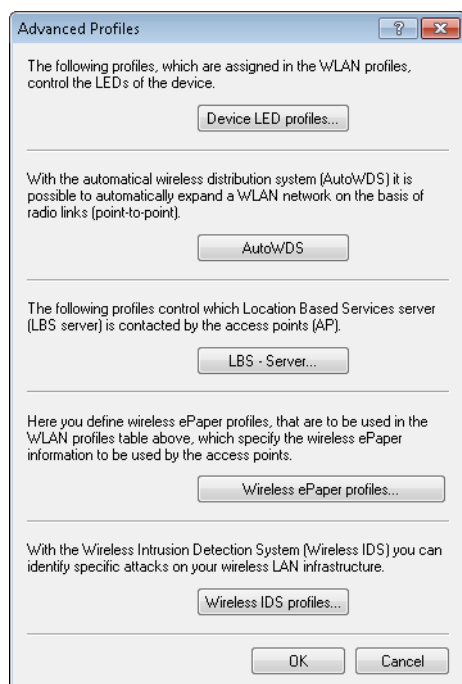 Advanced Profiles
?
The following profiles, which are assigned in the WLAN profiles,
control the LEDs of the device.
Device LED profiles...
With the automatical wireless distribution system (AutoWDS) it is
possible to automatically expand a WLAN network on the basis of
radio links (point-to-point).
AutoWDS
The following profiles control which Location Based Services server
(LBS server) is contacted by the access points (AP).
LBS - Server...
Here you define wireless ePaper profiles, that are to be used in the
WLAN profiles table above, which specify the wireless ePaper
information to be used by the access points.
Wireless ePaper profiles...
With the Wireless Intrusion Detection System (Wireless IDS) you can
identify specific attacks on your wireless LAN infrastructure.
Wireless IDS profiles...
OK Cancel